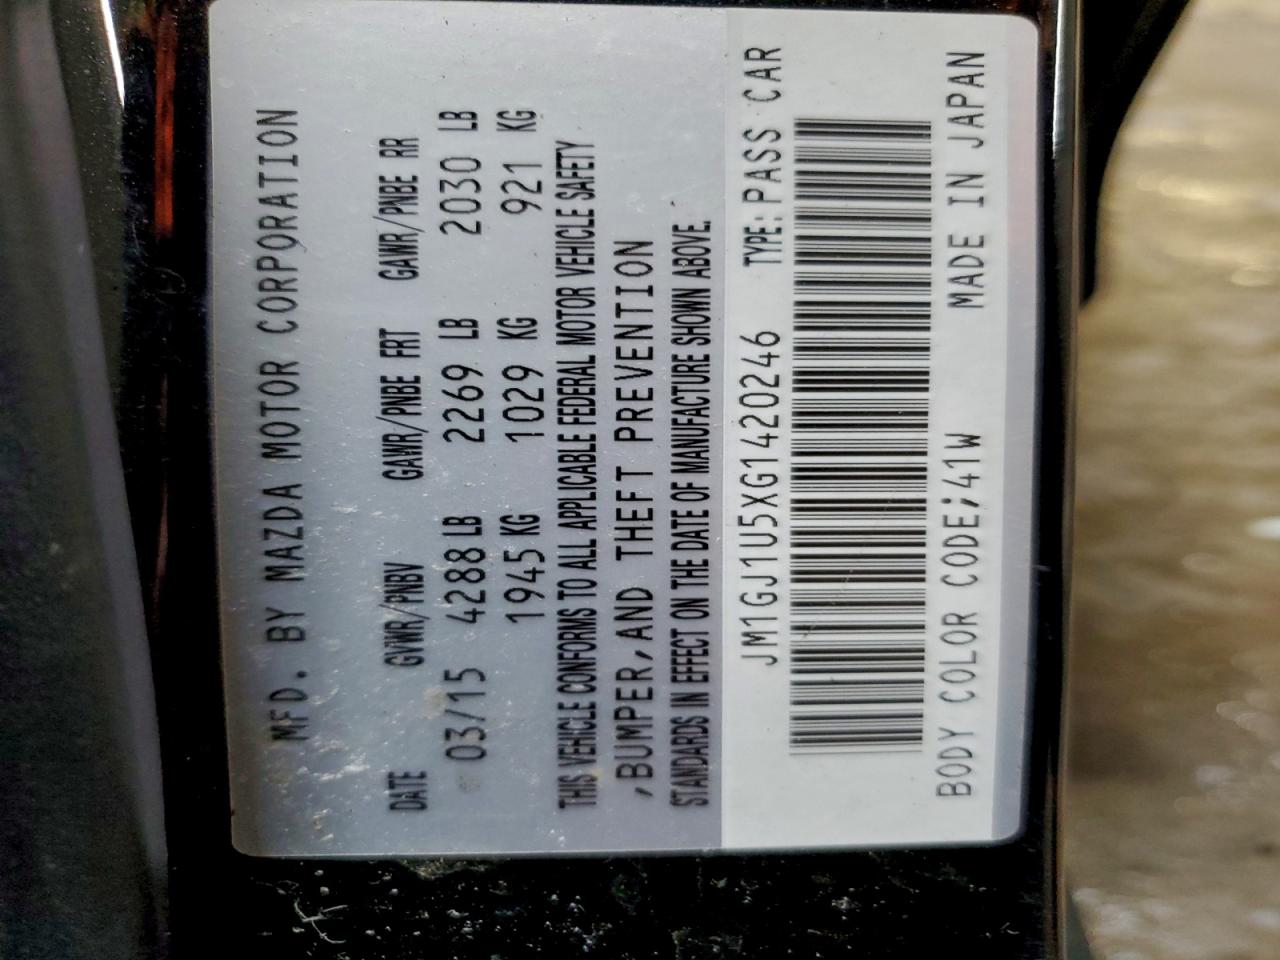 MFD. BY MAZDA MOTOR CORPORATION
DATE GVWR/PNBV GAWR/PNBE FRT GAWR/PNBE RR
03/15 4288 LB 2269 LB 2030 LB
1945 KG 1029 KG 921 KG
THIS VEHICLE CONFORMS TO ALL APPLICABLE FEDERAL MOTOR VEHICLE SAFETY
,BUMPER,AND THEFT PREVENTION
STANDARDS IN EFFECT ON THE DATE OF MANUFACTURE SHOWN ABOVE.
JM1GJ1U5XG1420246 TYPE:PASS CAR
BODY COLOR CODE;41W MADE IN JAPAN